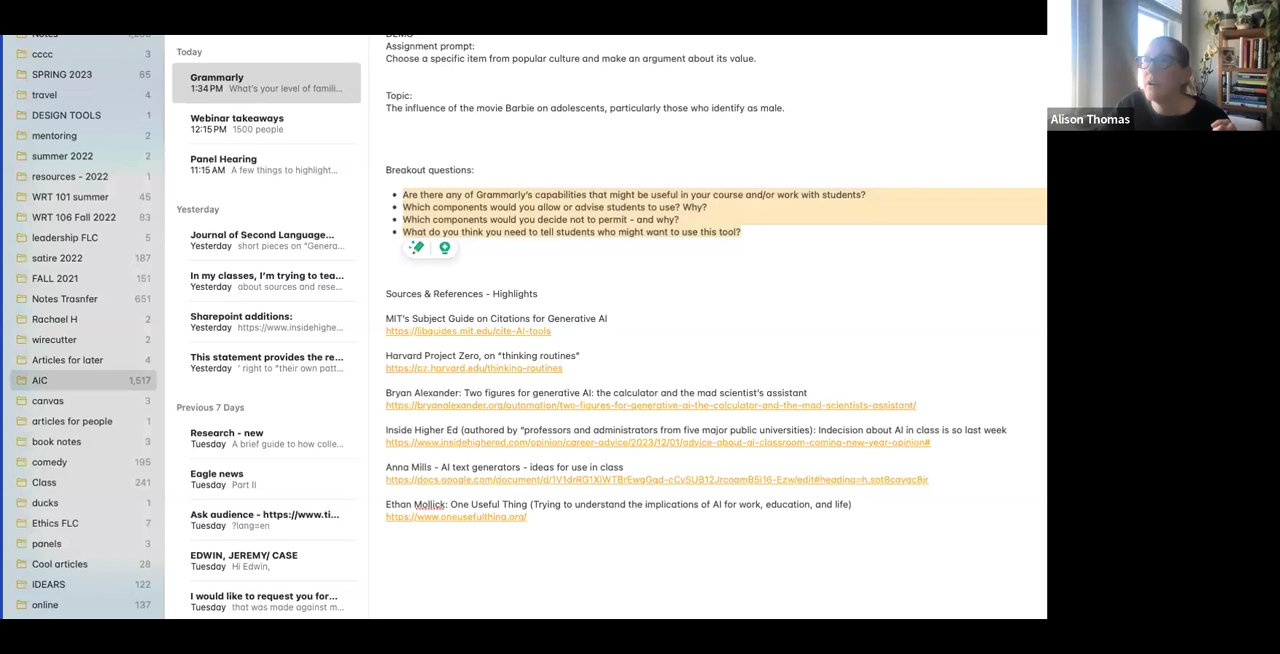 Notes
cccc 3
SPRING 2023 65
travel 4
DESIGN TOOLS 1
mentoring 2
summer 2022 2
resources - 2022 1
WRT 101 summer 45
WRT 106 Fall 2022 83
leadership FLC 5
satire 2022 187
FALL 2021 151
Notes Trasnfer 651
Rachael H 2
wirecutter 2
Articles for later 4
AIC 1,517
canvas 3
articles for people 1
book notes 3
comedy 195
Class 241
ducks 1
Ethics FLC 7
panels 3
Cool articles 28
IDEARS 122
online 137
Today
Grammarly
1:34 PM What's your level of famili...
Webinar takeaways
12:15 PM 1500 people
Panel Hearing
11:15 AM A few things to highlight...
Yesterday
Journal of Second Language...
Yesterday short pieces on "Genera...
In my classes, I'm trying to tea...
Yesterday about sources and rese...
Sharepoint additions:
Yesterday https://www.insidehighe...
This statement provides the re...
Yesterday ' right to "their own patt...
Previous 7 Days
Research - new
Tuesday A brief guide to how colle...
Eagle news
Tuesday Part II
Ask audience - https://www.ti...
Tuesday ?lang=en
EDWIN, JEREMY/ CASE
Tuesday Hi Edwin,
I would like to request you for...
Tuesday that was made against m...
DEMO
Assignment prompt:
Choose a specific item from popular culture and make an argument about its value.
Topic:
The influence of the movie Barbie on adolescents, particularly those who identify as male.
Breakout questions:
• Are there any of Grammarly's capabilities that might be useful in your course and/or work with students?
• Which components would you allow or advise students to use? Why?
• Which components would you decide not to permit - and why?
• What do you think you need to tell students who might want to use this tool?
Sources & References - Highlights
MIT's Subject Guide on Citations for Generative AI
https://libguides.mit.edu/cite-AI-tools
Harvard Project Zero, on "thinking routines"
https://pz.harvard.edu/thinking-routines
Bryan Alexander: Two figures for generative AI: the calculator and the mad scientist's assistant
https://bryanalexander.org/automation/two-figures-for-generative-ai-the-calculator-and-the-mad-scientists-assistant/
Inside Higher Ed (authored by "professors and administrators from five major public universities): Indecision about AI in class is so last week
https://www.insidehighered.com/opinion/career-advice/2023/12/01/advice-about-ai-classroom-coming-new-year-opinion#
Anna Mills - AI text generators - ideas for use in class
Ethan Mollick: One Useful Thing (Trying to understand the implications of AI for work, education, and life)
https://www.oneusefulthing.org/
Alison Thomas